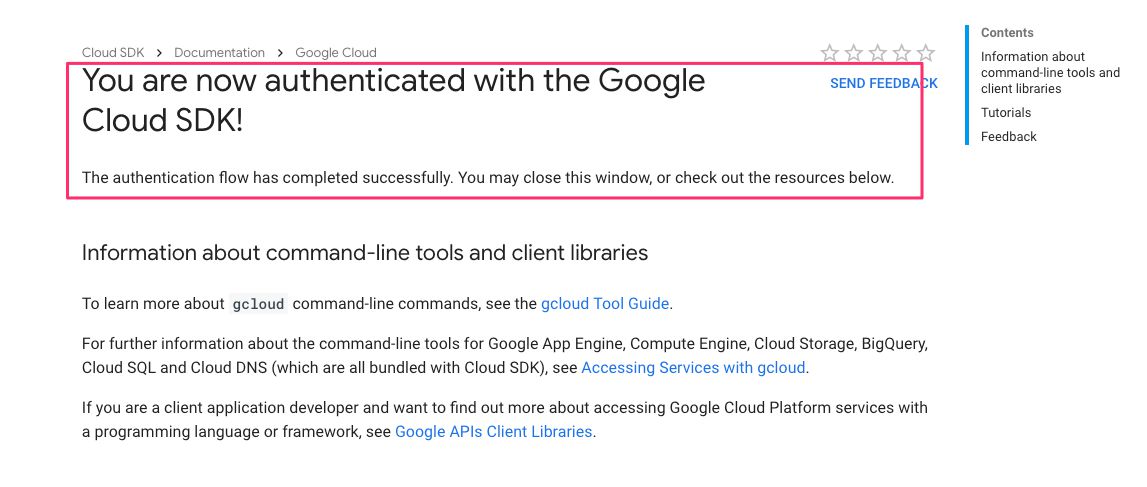 Cloud SDK > Documentation > Google Cloud
You are now authenticated with the Google
Cloud SDK!
SEND FEEDBACK
The authentication flow has completed successfully. You may close this window, or check out the resources below.
Information about command-line tools and client libraries
To learn more about gcloud command-line commands, see the gcloud Tool Guide.
For further information about the command-line tools for Google App Engine, Compute Engine, Cloud Storage, BigQuery,
Cloud SQL and Cloud DNS (which are all bundled with Cloud SDK), see Accessing Services with gcloud.
If you are a client application developer and want to find out more about accessing Google Cloud Platform services with
a programming language or framework, see Google APIs Client Libraries.
Contents
Information about
command-line tools and
client libraries
Tutorials
Feedback